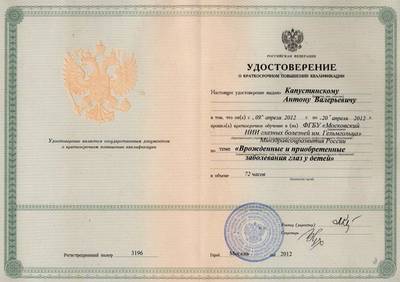 Удостоверение является государственным документом
о краткосрочном повышении квалификации
Регистрационный номер 3196
РОССИЙСКАЯ ФЕДЕРАЦИЯ
УДОСТОВЕРЕНИЕ
О КРАТКОСРОЧНОМ ПОВЫШЕНИИ КВАЛИФИКАЦИИ
Настоящее удостоверение выдано Капустинскому
Антону Валерьевичу
в том, что он(а) с „09“ апреля 2012 г. по „20“ апреля 2012 г.
прошел(а) краткосрочное обучение в (на) ФГБУ «Московский
НИИ глазных болезней им. Гельмгольца»
Минздравсоцразвития России
по теме «Врожденные и приобретенные
заболевания глаз у детей»
в объеме 72 часов
Ректор (директор)
Секретарь
Город Москва год 2012